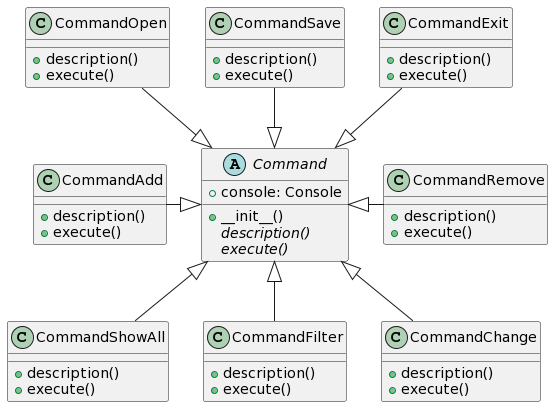 C CommandOpen
description()
execute()
C CommandSave
description()
execute()
C CommandExit
description()
execute()
C CommandAdd
description()
execute()
A Command
console: Console
__init__()
description()
execute()
C CommandRemove
description()
execute()
C CommandShowAll
description()
execute()
C CommandFilter
description()
execute()
C CommandChange
description()
execute()